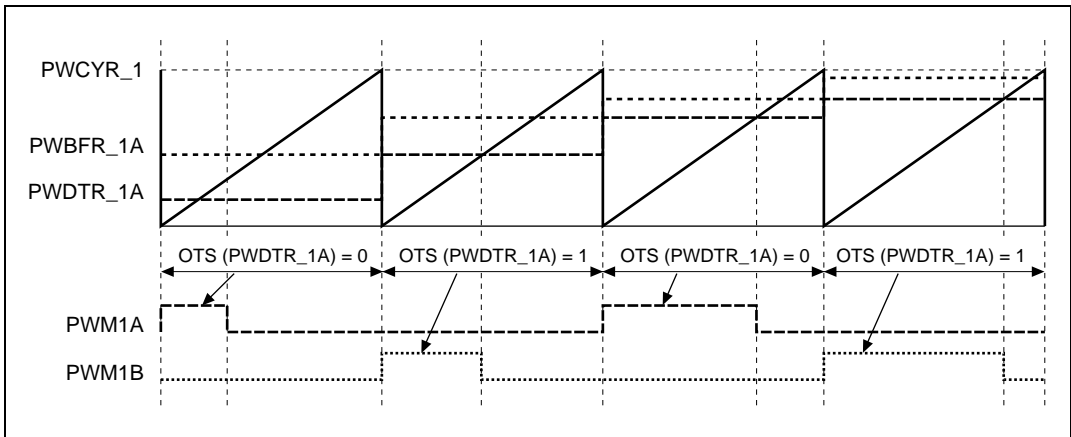 PWCYR_1
PWBFR_1A
PWDTR_1A
OTS (PWDTR_1A) = 0 OTS (PWDTR_1A) = 1 OTS (PWDTR_1A) = 0 OTS (PWDTR_1A) = 1
PWM1A
PWM1B